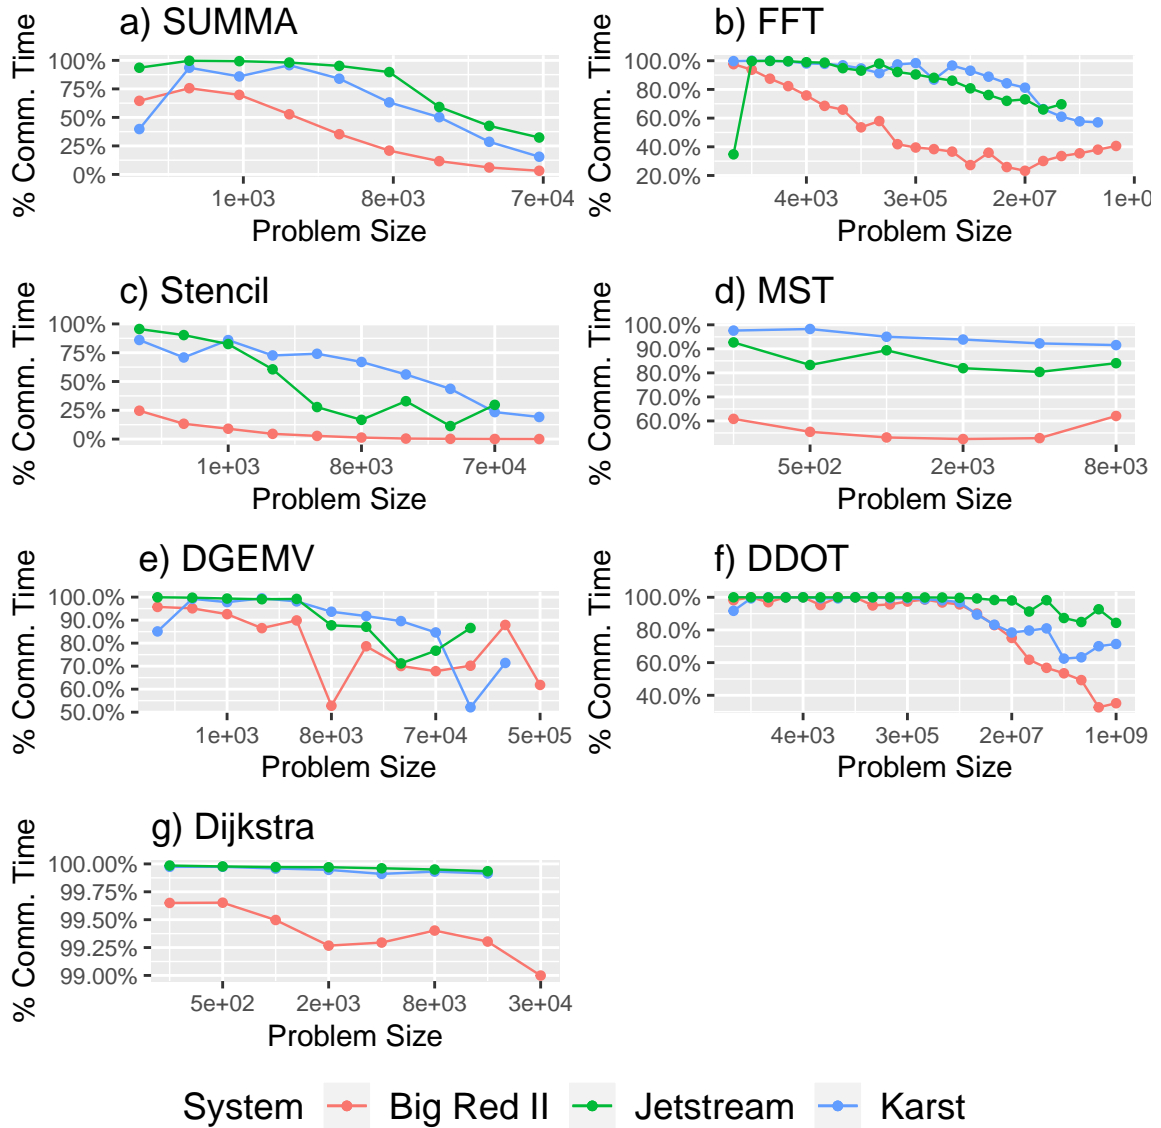 a) SUMMA
% Comm. Time
100%
75%
50%
25%
0%
1e+03 8e+03 7e+04
Problem Size
b) FFT
% Comm. Time
100.0%
80.0%
60.0%
40.0%
20.0%
4e+03 3e+05 2e+07 1e+0
Problem Size
c) Stencil
% Comm. Time
100%
75%
50%
25%
0%
1e+03 8e+03 7e+04
Problem Size
d) MST
% Comm. Time
100.0%
90.0%
80.0%
70.0%
60.0%
5e+02 2e+03 8e+03
Problem Size
e) DGEMV
% Comm. Time
100.0%
90.0%
80.0%
70.0%
60.0%
50.0%
1e+03 8e+03 7e+04 5e+05
Problem Size
f) DDOT
% Comm. Time
100.0%
80.0%
60.0%
40.0%
4e+03 3e+05 2e+07 1e+09
Problem Size
g) Dijkstra
% Comm. Time
100.00%
99.75%
99.50%
99.25%
99.00%
5e+02 2e+03 8e+03 3e+04
Problem Size
System Big Red II Jetstream Karst